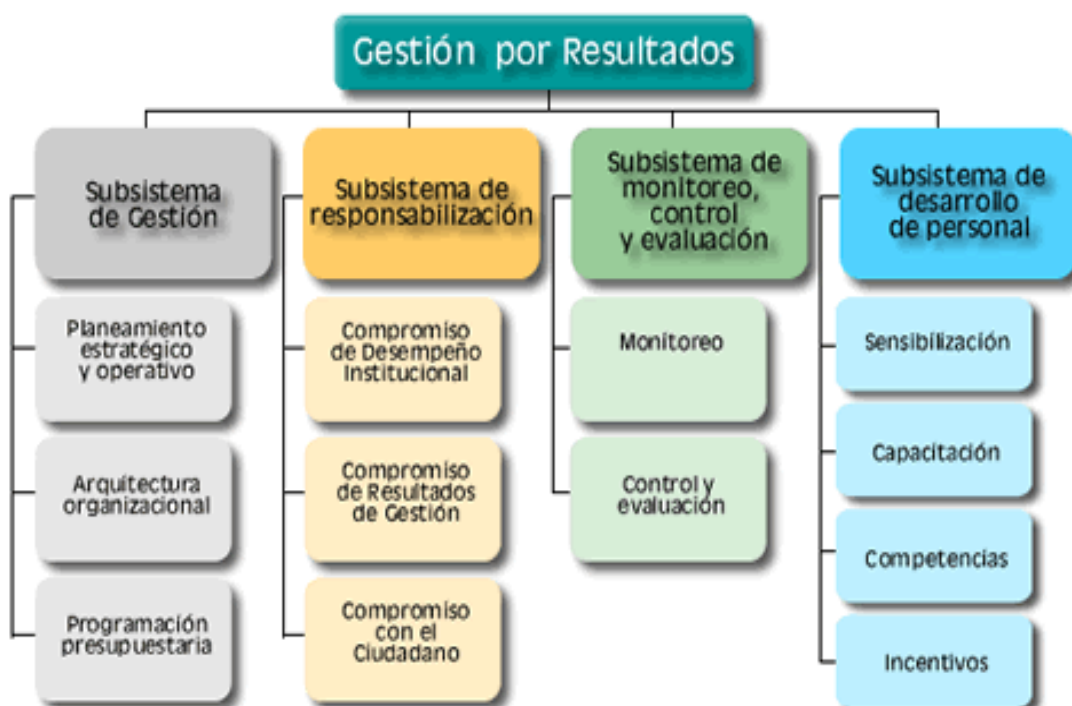 Gestión por Resultados
Subsistema
de Gestión
Planeamiento
estratégico
y operativo
Arquitectura
organizacional
Programación
presupuestaria
Subsistema de
responsabilización
Compromiso
de Desempeño
Institucional
Compromiso
de Resultados
de Gestión
Compromiso
con el
Ciudadano
Subsistema de
monitoreo,
control
y evaluación
Monitoreo
Control y
evaluación
Subsistema de
desarrollo
de personal
Sensibilización
Capacitación
Competencias
Incentivos